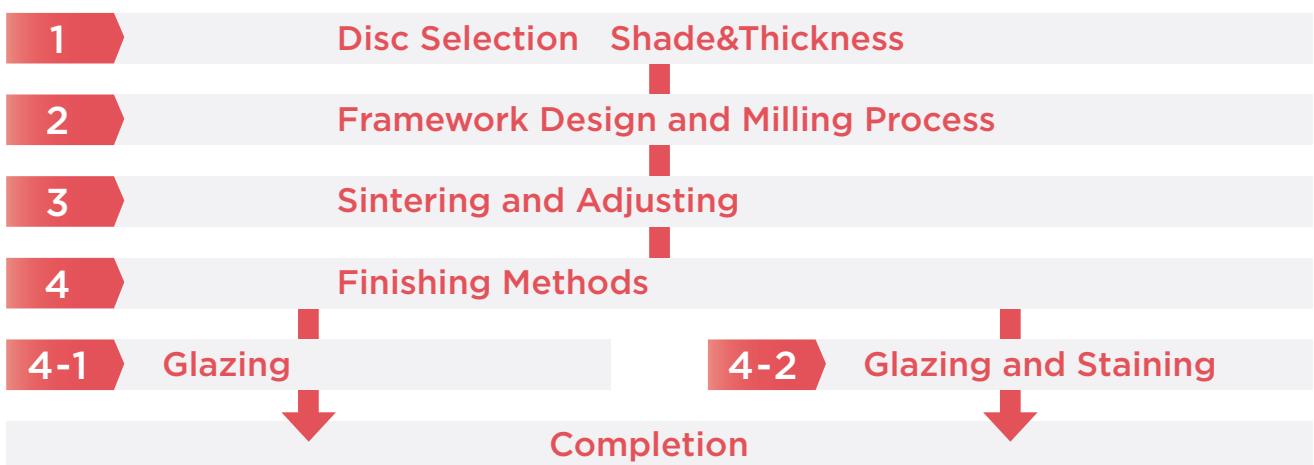 1 Disc Selection Shade&Thickness
2 Framework Design and Milling Process
3 Sintering and Adjusting
4 Finishing Methods
4-1 Glazing 4-2 Glazing and Staining
Completion